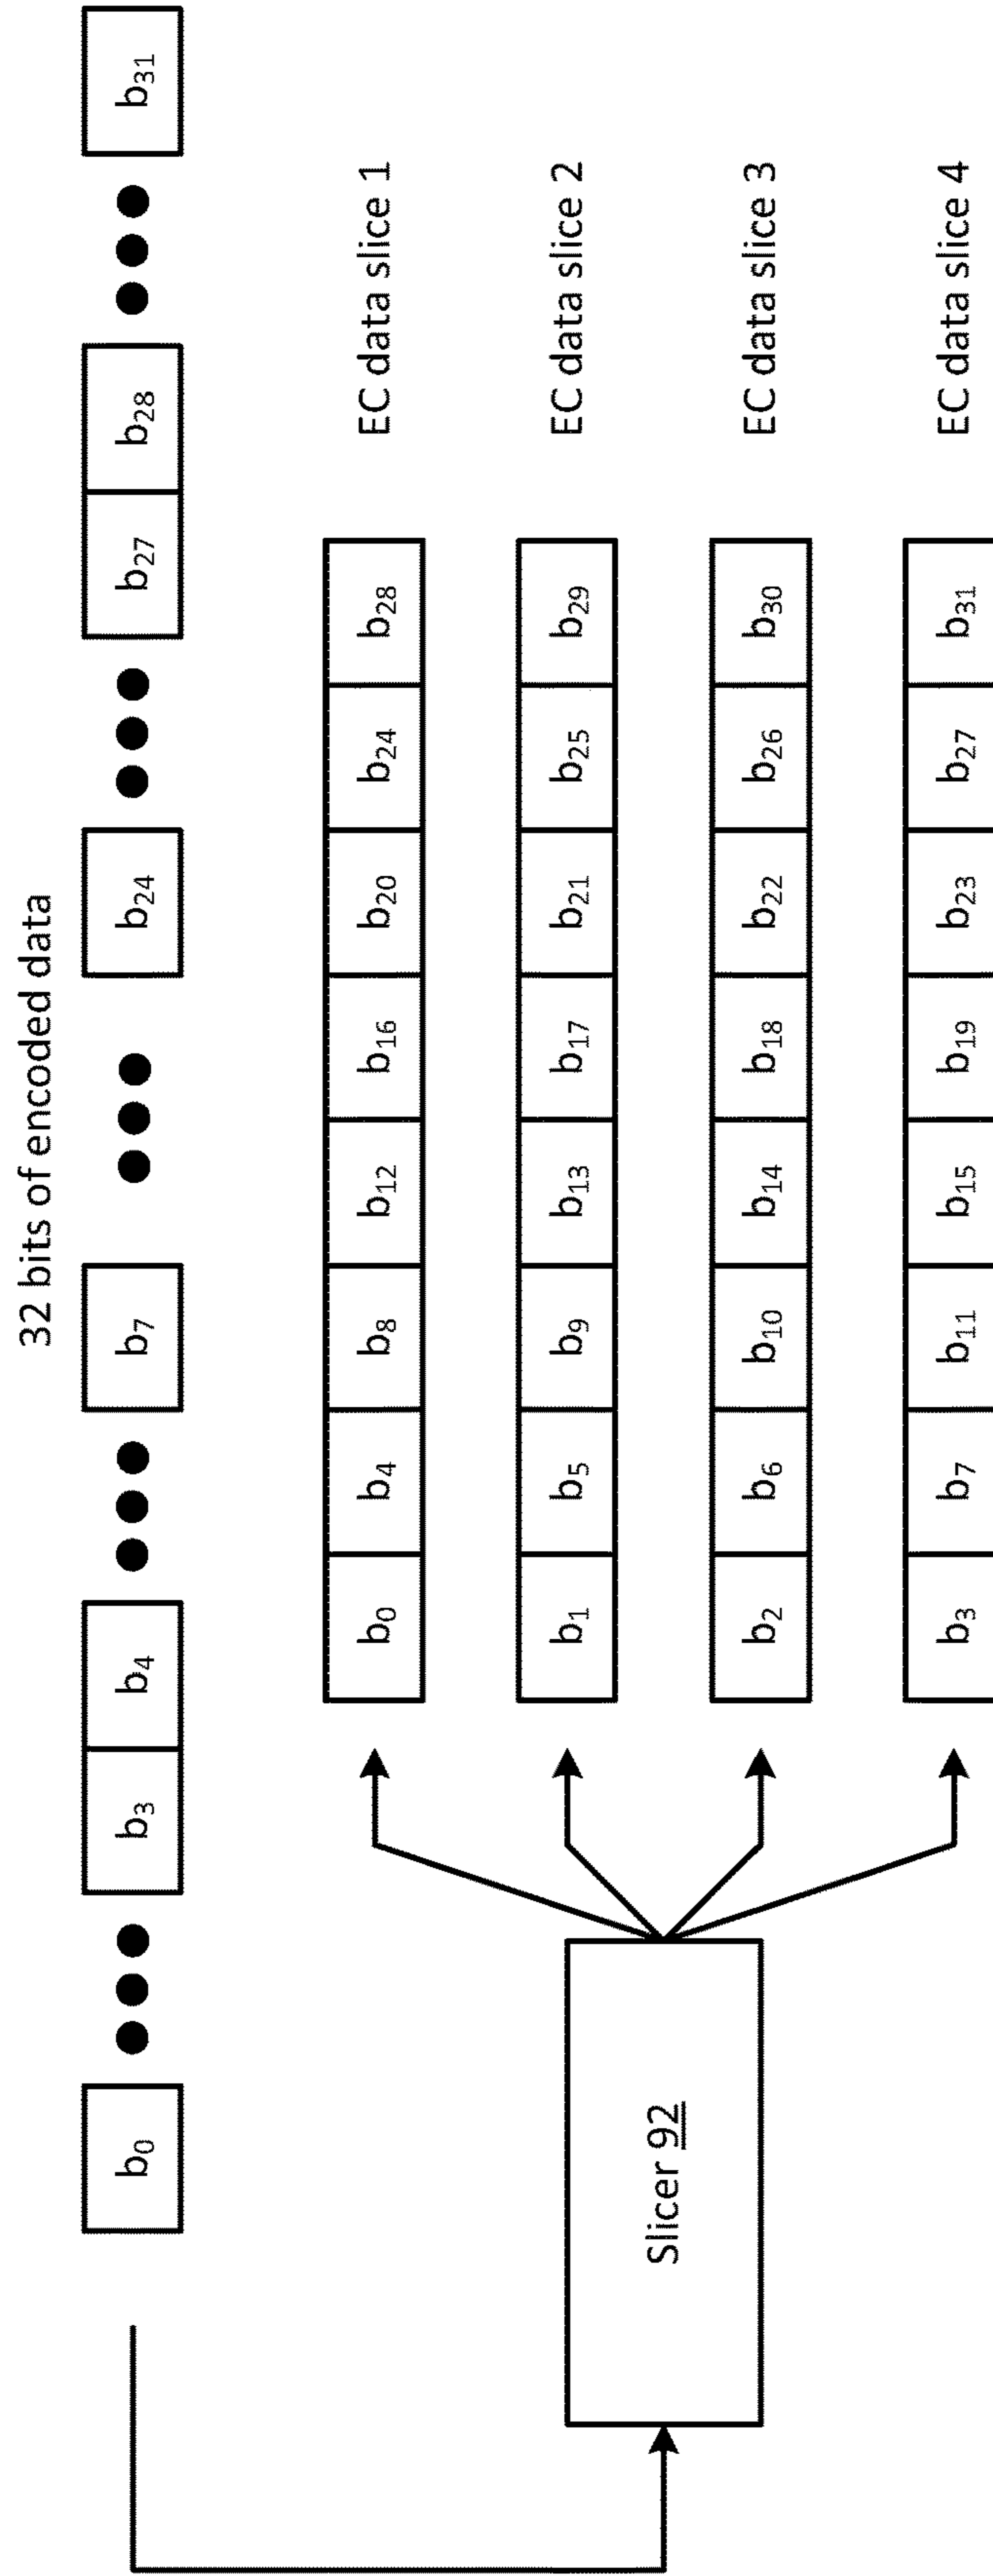 32 bits of encoded data
b0 b3 b4 b7 b24 b27 b28 b31
b0 b4 b8 b12 b16 b20 b24 b28 EC data slice 1
b1 b5 b9 b13 b17 b21 b25 b29 EC data slice 2
Slicer 92
b2 b6 b10 b14 b18 b22 b26 b30 EC data slice 3
b3 b7 b11 b15 b19 b23 b27 b31 EC data slice 4